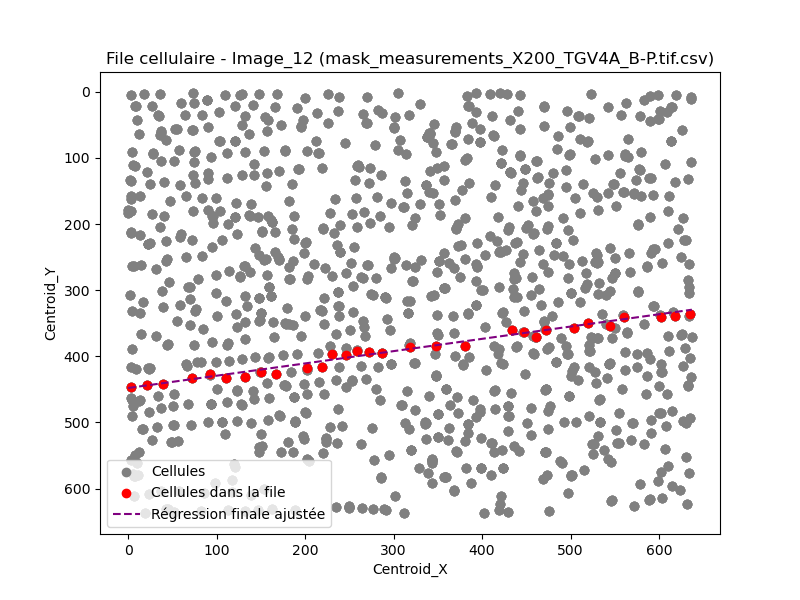 File cellulaire - Image_12 (mask_measurements_X200_TGV4A_B-P.tif.csv)
0
100
200
300
400
500
600
Centroid_Y
Cellules
Cellules dans la file
Régression finale ajustée
0 100 200 300 400 500 600
Centroid_X